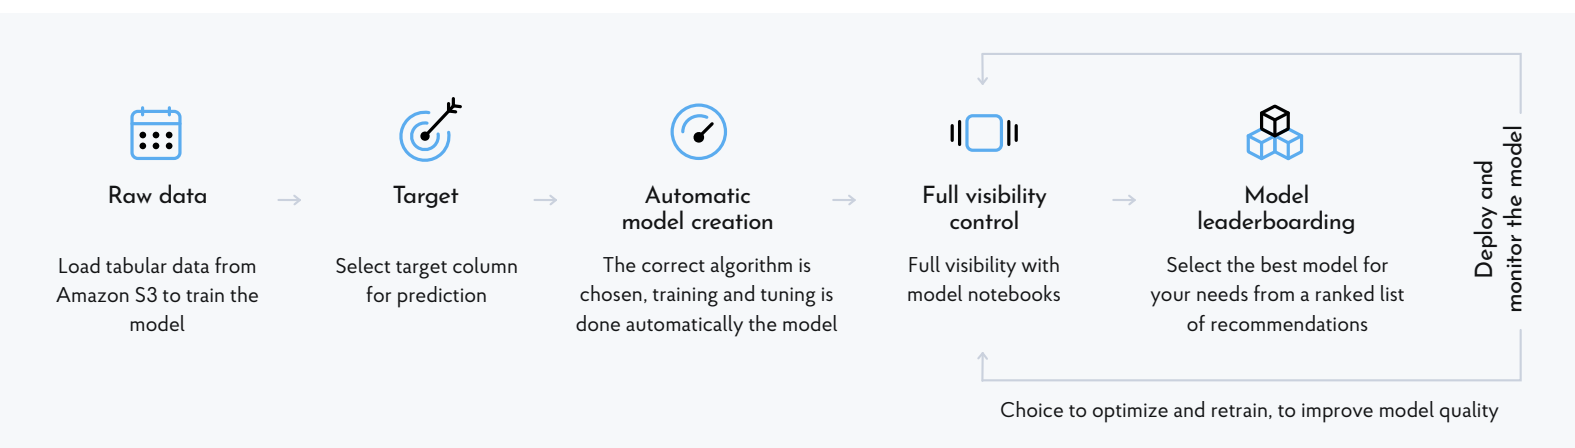 Raw data
Load tabular data from
Amazon S3 to train the
model
Target
Select target column
for prediction
Automatic
model creation
The correct algorithm is
chosen, training and tuning is
done automatically the model
Full visibility
control
Full visibility with
model notebooks
Model
leaderboarding
Select the best model for
your needs from a ranked list
of recommendations
Deploy and
monitor the model
Choice to optimize and retrain, to improve model quality